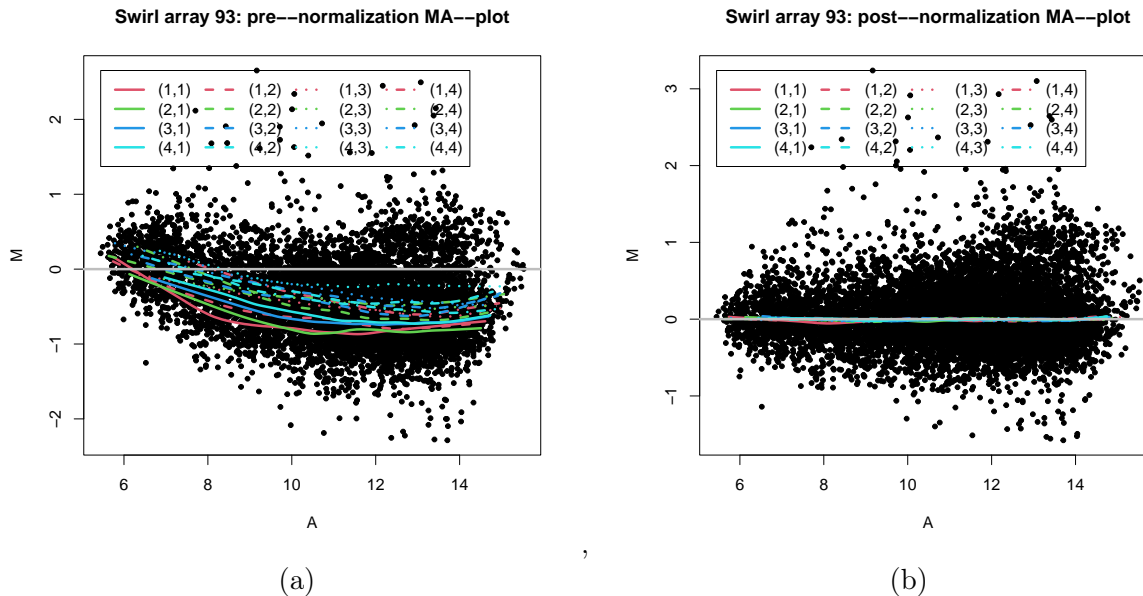 Swirl array 93: pre−−normalization MA−−plot
(1,1) (1,2) (1,3) (1,4)
(2,1) (2,2) (2,3) (2,4)
(3,1) (3,2) (3,3) (3,4)
(4,1) (4,2) (4,3) (4,4)
2
1
0
−1
−2
M
6 8 10 12 14
A
Swirl array 93: post−−normalization MA−−plot
(1,1) (1,2) (1,3) (1,4)
(2,1) (2,2) (2,3) (2,4)
(3,1) (3,2) (3,3) (3,4)
(4,1) (4,2) (4,3) (4,4)
3
2
1
0
−1
M
6 8 10 12 14
A
,
(a)
(b)